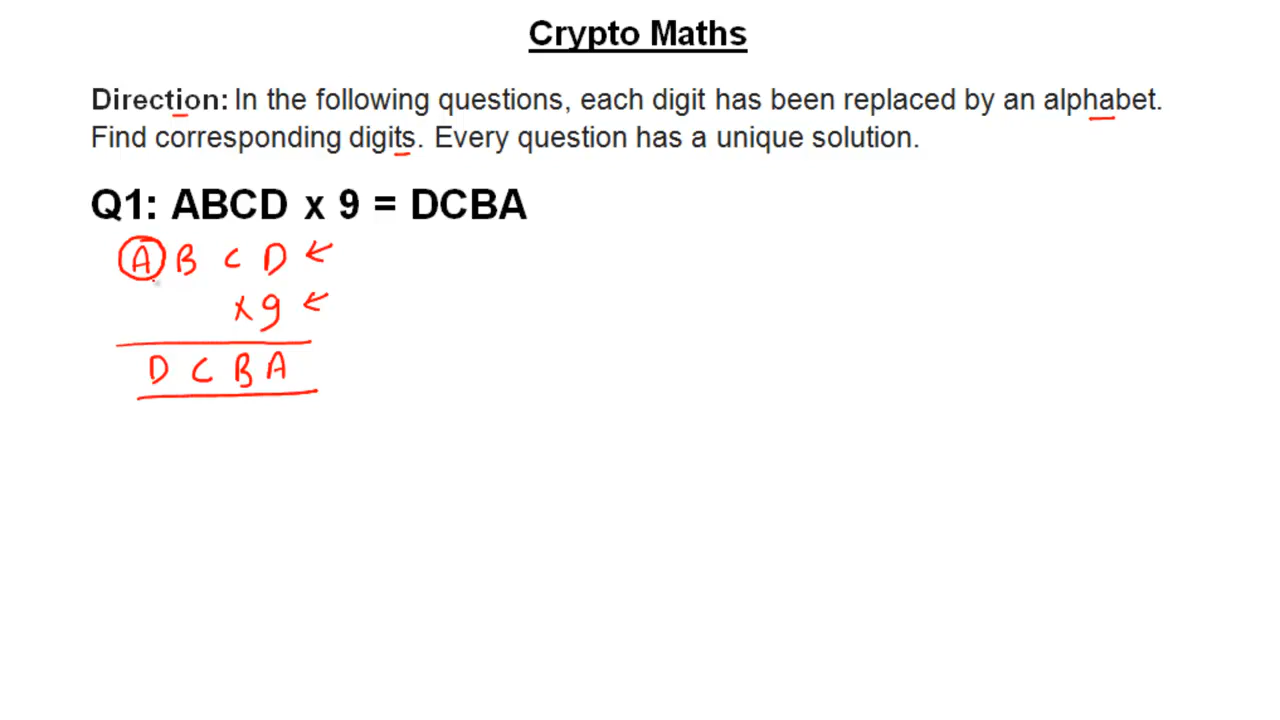 Crypto Maths
Direction: In the following questions, each digit has been replaced by an alphabet.
Find corresponding digits. Every question has a unique solution.
Q1: ABCD x 9 = DCBA
A B C D ←
x 9 ←
D C B A